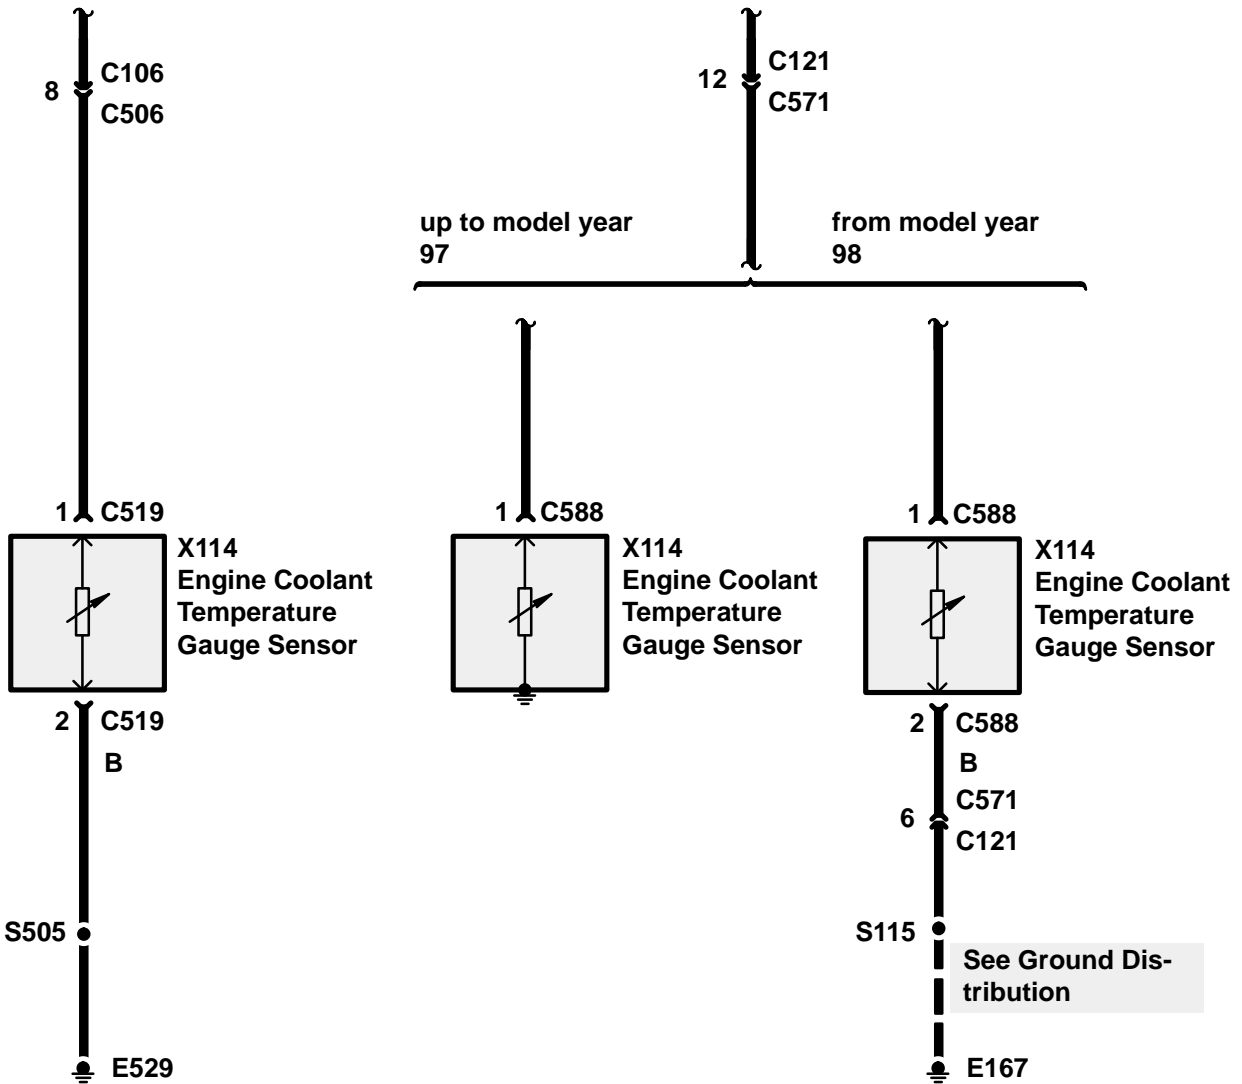 C106
8
C506
C121
12
C571
up to model year
97
from model year
98
1 C519
X114
Engine Coolant
Temperature
Gauge Sensor
2 C519
B
S505
E529
1 C588
X114
Engine Coolant
Temperature
Gauge Sensor
1 C588
X114
Engine Coolant
Temperature
Gauge Sensor
2 C588
B
C571
6
C121
S115
See Ground Dis-
tribution
E167